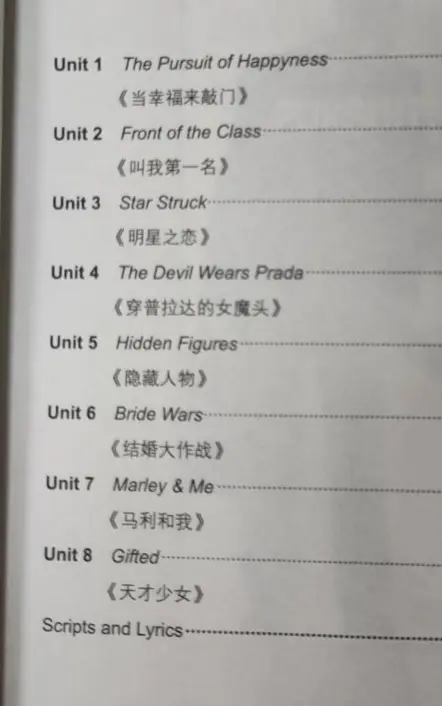 Unit 1 The Pursuit of Happyness
《当幸福来敲门》
Unit 2 Front of the Class
《叫我第一名》
Unit 3 Star Struck
《明星之恋》
Unit 4 The Devil Wears Prada
《穿普拉达的女魔头》
Unit 5 Hidden Figures
《隐藏人物》
Unit 6 Bride Wars
《结婚大作战》
Unit 7 Marley & Me
《马利和我》
Unit 8 Gifted
《天才少女》
Scripts and Lyrics